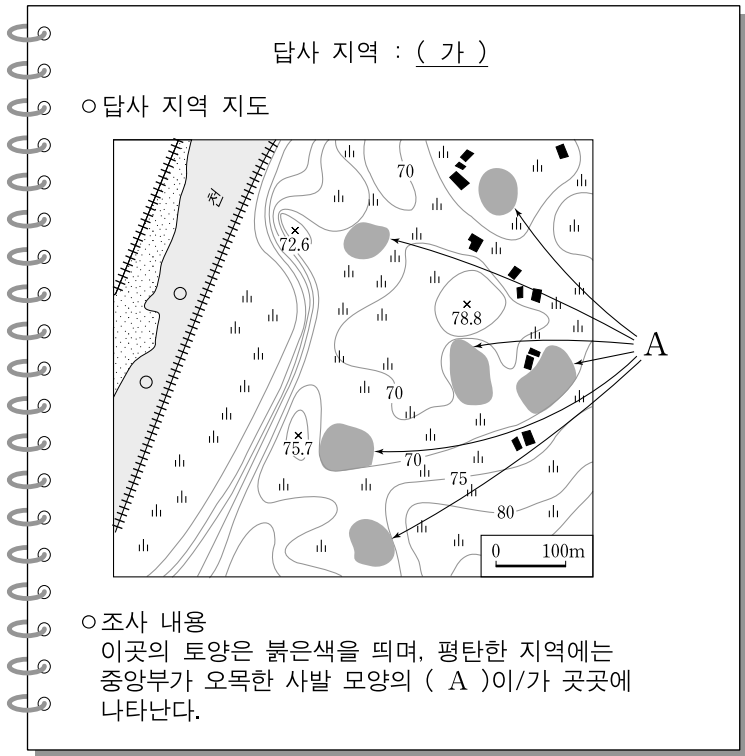 답사 지역 : ( 가 )
○ 답사 지역 지도
천
70
72.6
78.8
A
70
75.7
70
75
80
0 100m
○ 조사 내용
이곳의 토양은 붉은색을 띄며, 평탄한 지역에는
중앙부가 오목한 사발 모양의 ( A )이/가 곳곳에
나타난다.